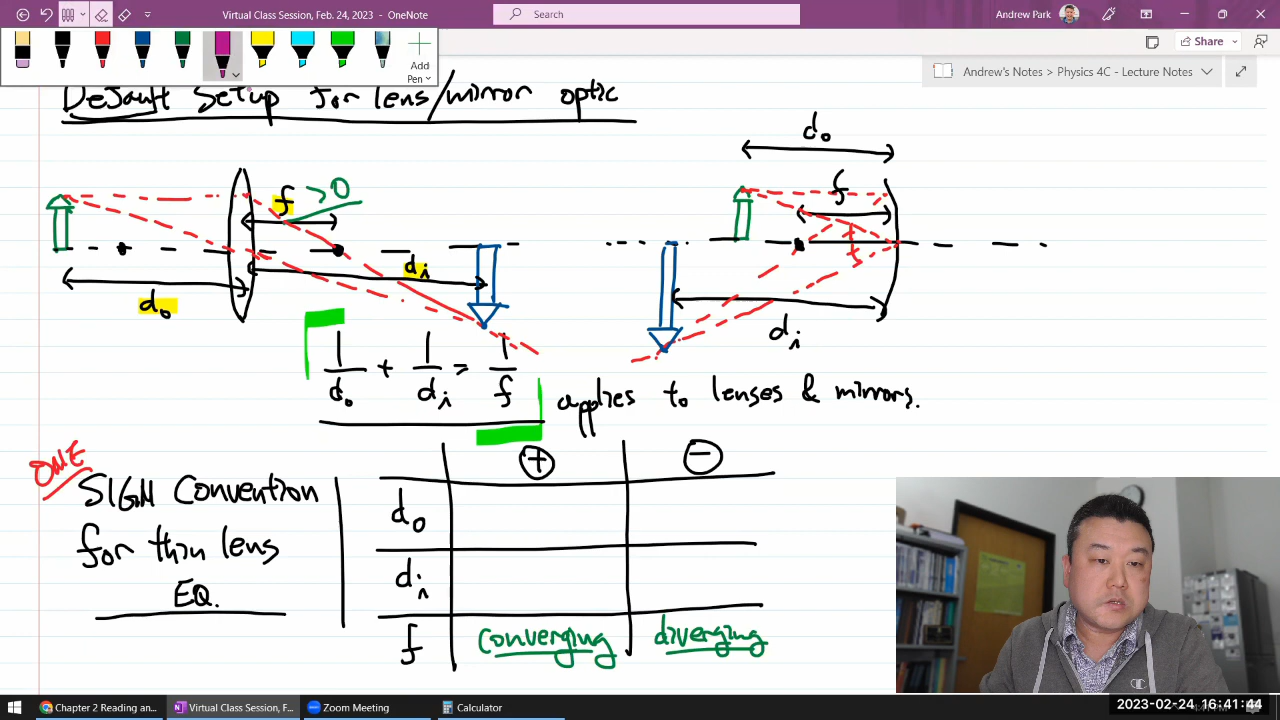 Virtual Class Session, Feb. 24, 2023 - OneNote
Search
Andrew Park
Add
Pen
Share
Andrew's Notes > Physics 4C - Lecture Notes
Default Setup for lens/mirror optic
do
f >0
f
di
do
di
1/do + 1/di = 1/f
applies to lenses & mirrors.
ONE
SIGN Convention
for thin lens
EQ.
+ −
do
di
f converging diverging
Chapter 2 Reading an...
Virtual Class Session, F...
Zoom Meeting
Calculator
2023-02-24 16:41:44